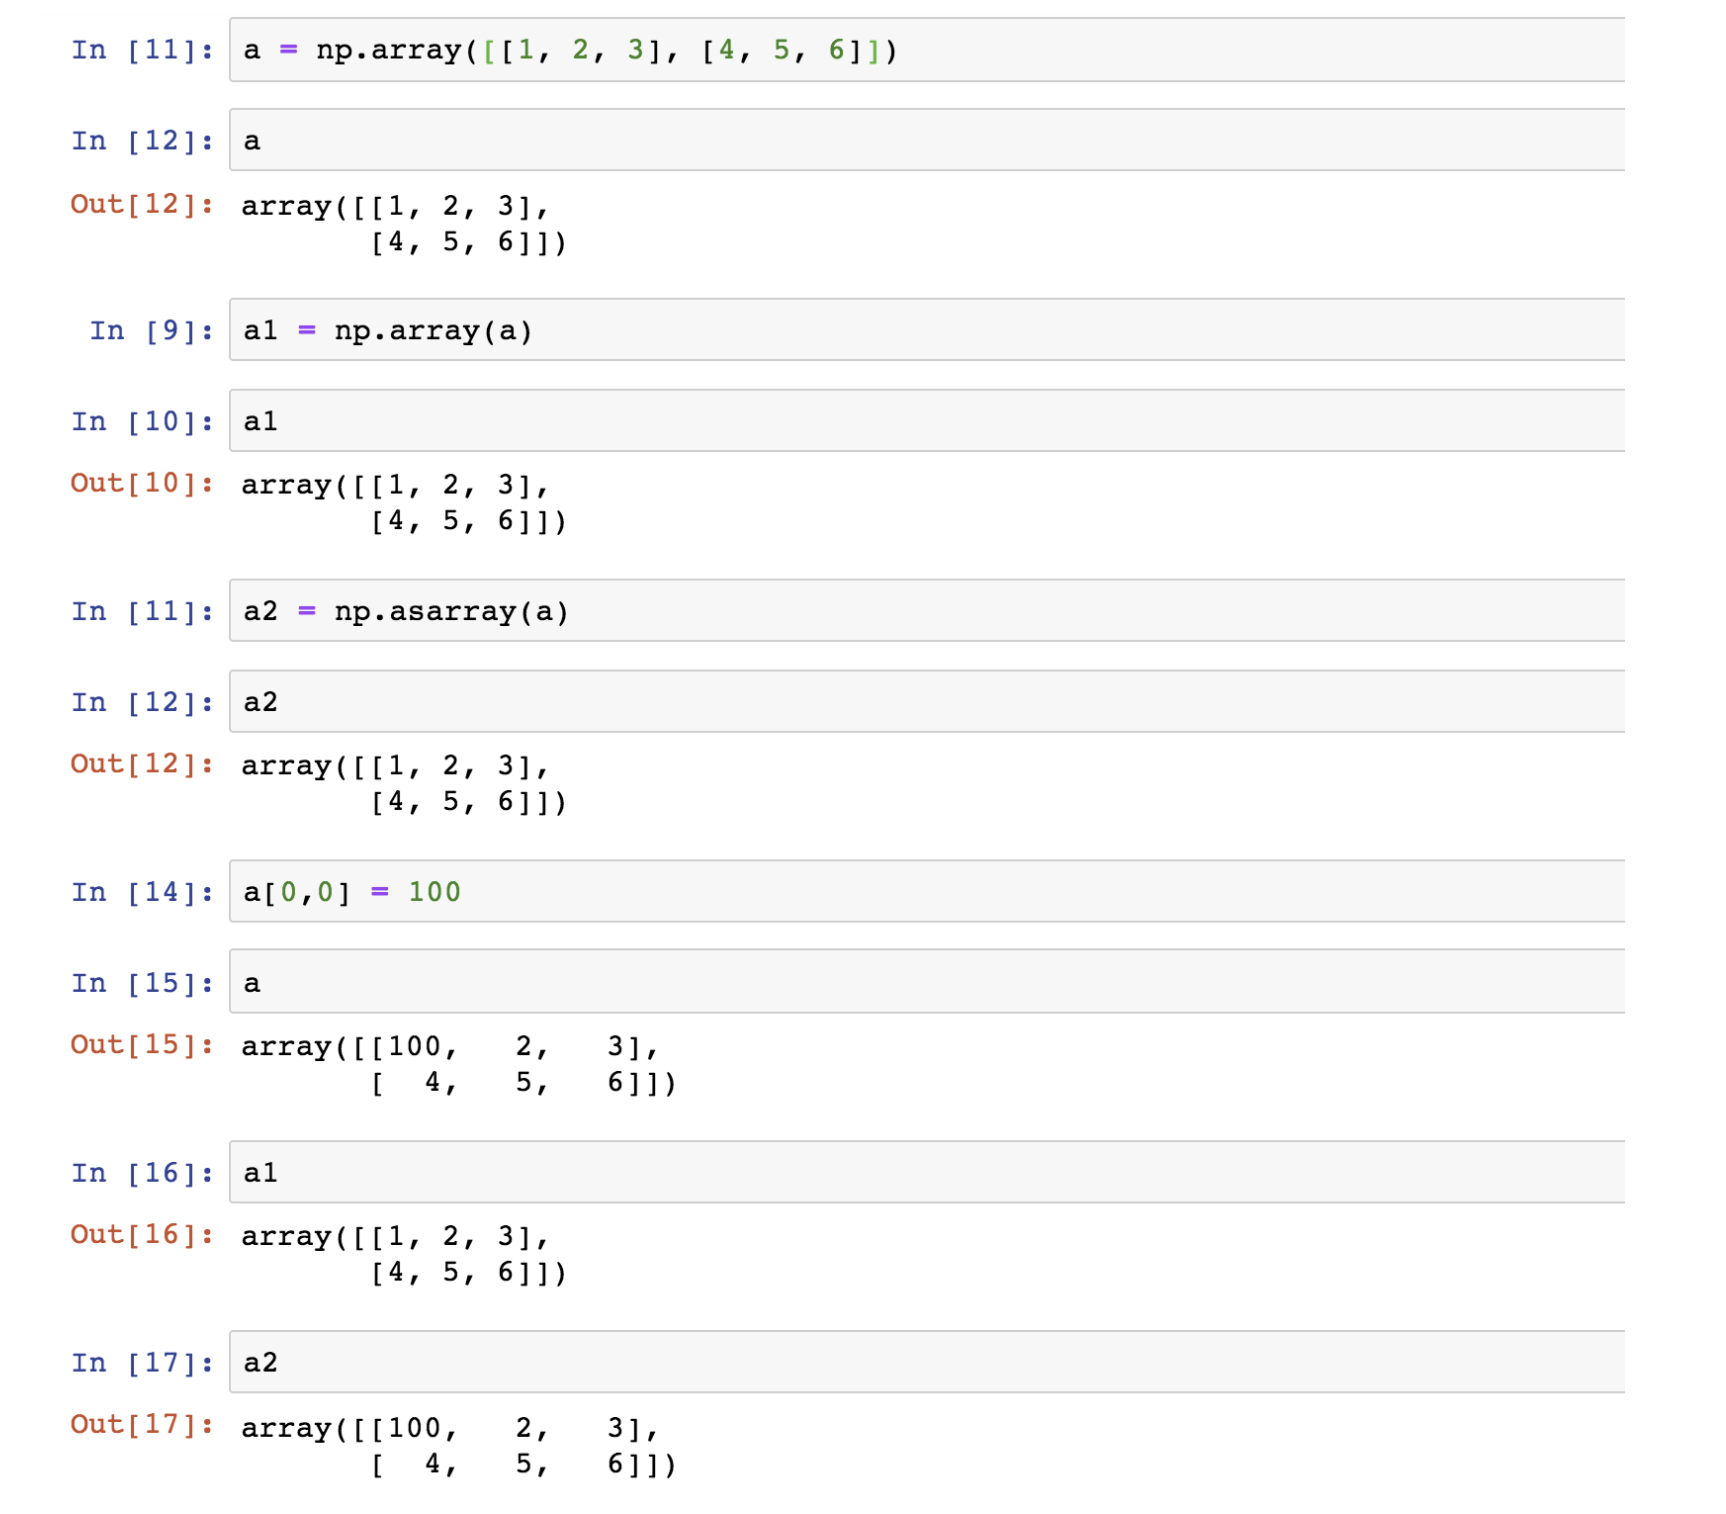 In [11]: a = np.array([[1, 2, 3], [4, 5, 6]])
In [12]: a
Out[12]: array([[1, 2, 3],
       [4, 5, 6]])
In [9]: a1 = np.array(a)
In [10]: a1
Out[10]: array([[1, 2, 3],
       [4, 5, 6]])
In [11]: a2 = np.asarray(a)
In [12]: a2
Out[12]: array([[1, 2, 3],
       [4, 5, 6]])
In [14]: a[0,0] = 100
In [15]: a
Out[15]: array([[100,   2,   3],
       [  4,   5,   6]])
In [16]: a1
Out[16]: array([[1, 2, 3],
       [4, 5, 6]])
In [17]: a2
Out[17]: array([[100,   2,   3],
       [  4,   5,   6]])